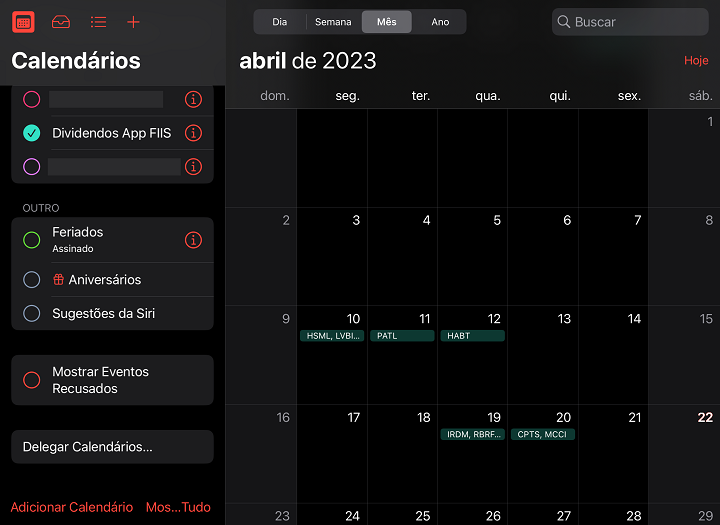 Dia Semana Mês Ano
Buscar
Calendários
Dividendos App FIIS
OUTRO
Feriados
Assinado
Aniversários
Sugestões da Siri
Mostrar Eventos
Recusados
Delegar Calendários...
Adicionar Calendário Mos...Tudo
abril de 2023
Hoje
dom. seg. ter. qua. qui. sex. sáb.
1
2 3 4 5 6 7 8
9 10 11 12 13 14 15
HSML, LVBI... PATL HABT
16 17 18 19 20 21 22
IRDM, RBRF... CPTS, MCCI
23 24 25 26 27 28 29